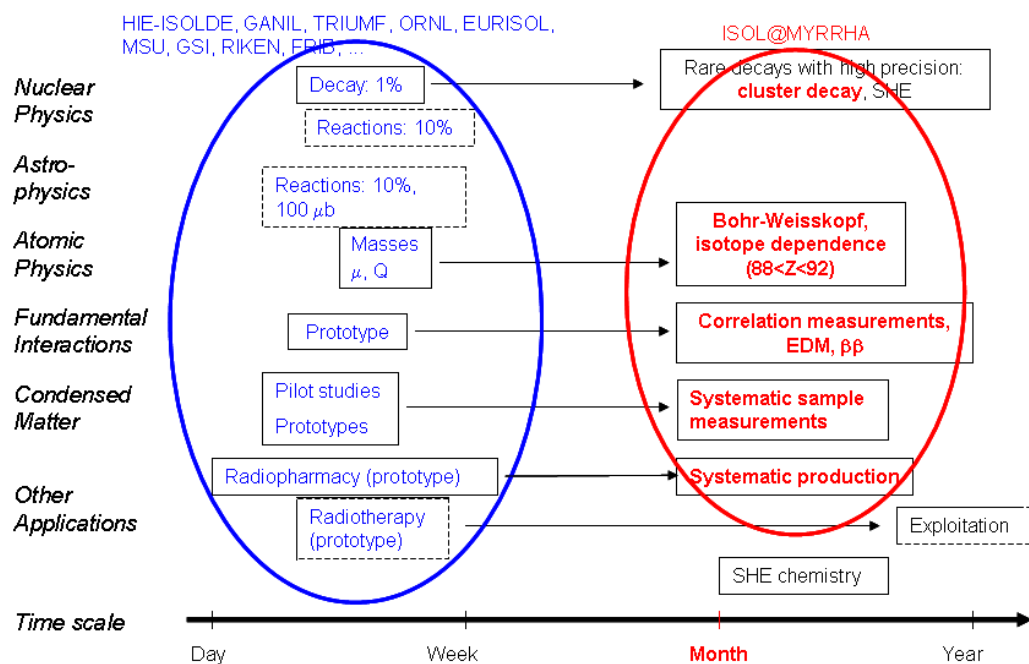 HIE-ISOLDE, GANIL, TRIUMF, ORNL, EURISOL,
MSU, GSI, RIKEN, FRIB, ...
ISOL@MYRRHA
Nuclear
Physics
Decay: 1%
Rare decays with high precision:
cluster decay, SHE
Reactions: 10%
Astro-
physics
Reactions: 10%,
100 μb
Atomic
Physics
Masses
μ, Q
Bohr-Weisskopf,
isotope dependence
(88<Z<92)
Fundamental
Interactions
Prototype
Correlation measurements,
EDM, ββ
Condensed
Matter
Pilot studies
Prototypes
Systematic sample
measurements
Other
Applications
Radiopharmacy (prototype)
Systematic production
Radiotherapy
(prototype)
Exploitation
SHE chemistry
Time scale
Day
Week
Month
Year